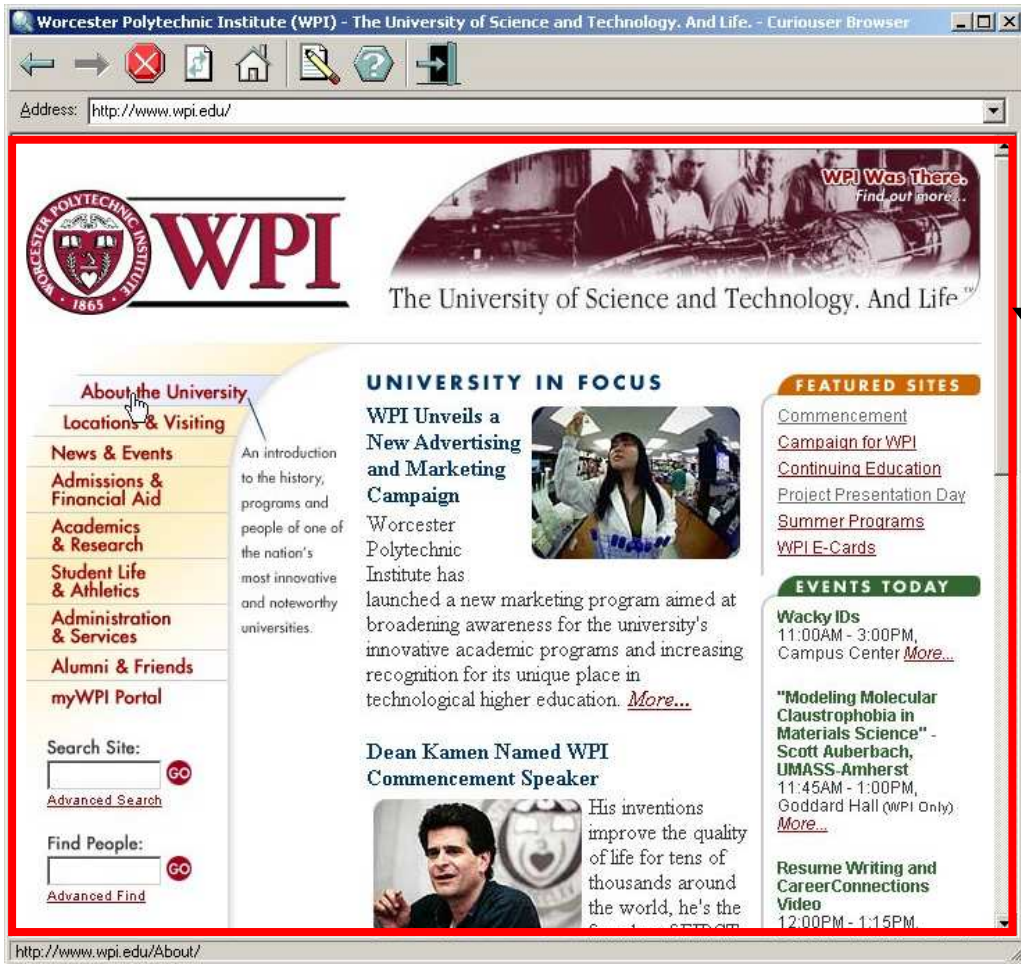 Worcester Polytechnic Institute (WPI) - The University of Science and Technology. And Life. - Curiouser Browser
Address: http://www.wpi.edu/
WORCESTER POLYTECHNIC INSTITUTE
· 1865 ·
WPI
WPI Was There.
Find out more...
The University of Science and Technology. And Life ™
About the University
Locations & Visiting
News & Events
Admissions &
Financial Aid
Academics
& Research
Student Life
& Athletics
Administration
& Services
Alumni & Friends
myWPI Portal
Search Site:
GO
Advanced Search
Find People:
GO
Advanced Find
An introduction
to the history,
programs and
people of one of
the nation's
most innovative
and noteworthy
universities.
UNIVERSITY IN FOCUS
WPI Unveils a
New Advertising
and Marketing
Campaign
Worcester
Polytechnic
Institute has
launched a new marketing program aimed at
broadening awareness for the university's
innovative academic programs and increasing
recognition for its unique place in
technological higher education. More...
Dean Kamen Named WPI
Commencement Speaker
His inventions
improve the quality
of life for tens of
thousands around
the world, he's the
FEATURED SITES
Commencement
Campaign for WPI
Continuing Education
Project Presentation Day
Summer Programs
WPI E-Cards
EVENTS TODAY
Wacky IDs
11:00AM - 3:00PM,
Campus Center More...
"Modeling Molecular
Claustrophobia in
Materials Science" -
Scott Auberbach,
UMASS-Amherst
11:45AM - 1:00PM,
Goddard Hall (WPI Only)
More...
Resume Writing and
CareerConnections
Video
12:00PM - 1:15PM,
http://www.wpi.edu/About/